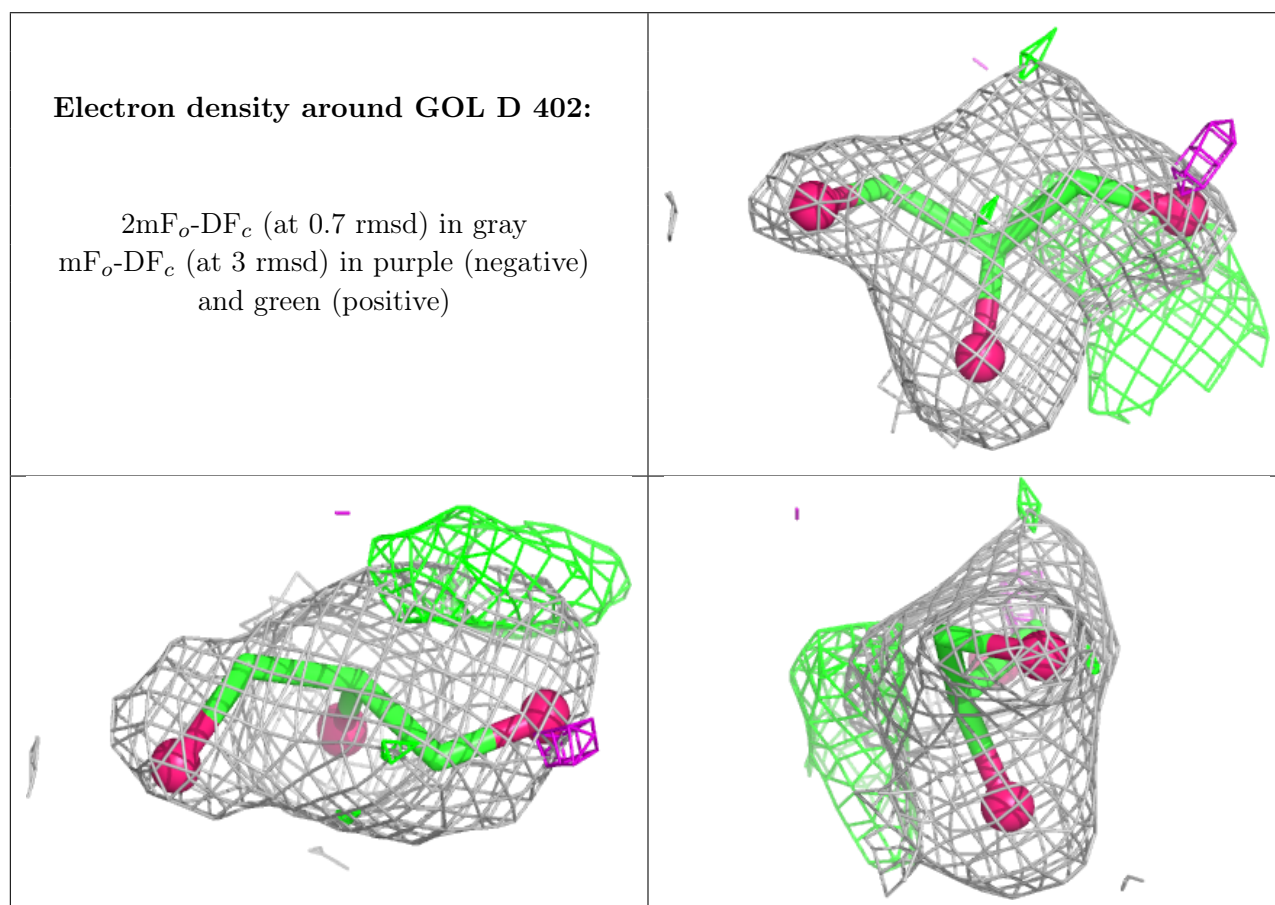 Electron density around GOL D 402:
2mFo-DFc (at 0.7 rmsd) in gray
mFo-DFc (at 3 rmsd) in purple (negative)
and green (positive)